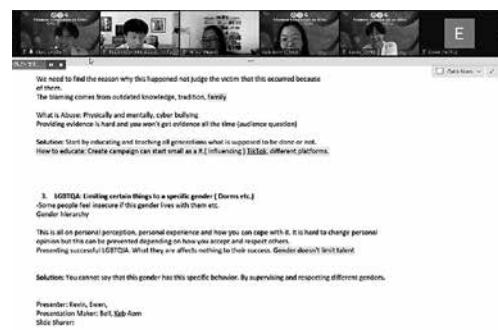 E
We need to find the reason why this happened not judge the victim that this occurred because
of them.
The blaming comes from outdated knowledge, tradition, family
What is Abuse: Physically and mentally, cyber bullying
Providing evidence is hard and you won't get evidence all the time (audience question)
Solution: Start by educating and teaching all generations what is supposed to be done or not.
How to educate: Create campaign can start small as a X.( Influencing ) TikTok, different platforms.
3. LGBTQA: Limiting certain things to a specific gender ( Dorms etc.)
-Some people feel insecure if this gender lives with them etc.
Gender hierarchy
This is all on personal perspective, personal experience and how you can cope with it. It is hard to change personal
opinion but this can be prevented depending on how you accept and respect others.
Presenting successful LGBTQIA. What they are affects nothing to their success. Gender doesn't limit talent
Solution: You cannot say that this gender has this specific behavior. By supervising and respecting different genders.
Presenter: Kevin, Ewen,
Presentation Maker: Bell,
Slide Sharer: